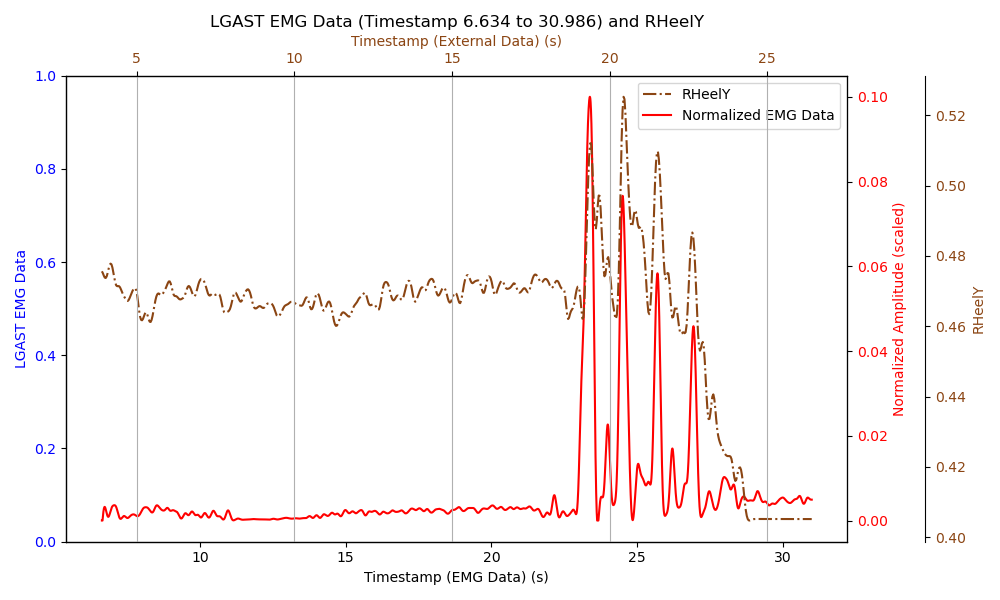 LGAST EMG Data (Timestamp 6.634 to 30.986) and RHeelY
Timestamp (External Data) (s)
5 10 15 20 25
RHeelY
Normalized EMG Data
1.0
0.8
0.6
0.4
0.2
0.0
LGAST EMG Data
0.10
0.08
0.06
0.04
0.02
0.00
Normalized Amplitude (scaled)
0.52
0.50
0.48
0.46
0.44
0.42
0.40
RHeelY
10 15 20 25 30
Timestamp (EMG Data) (s)